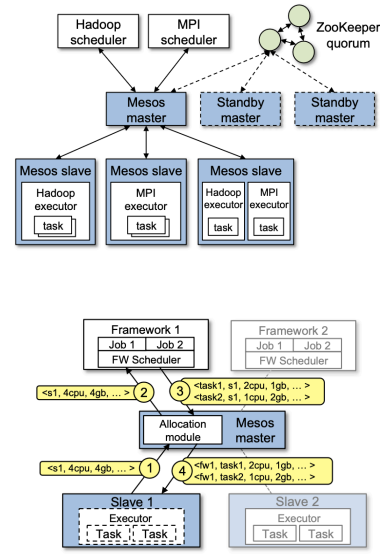 Hadoop
scheduler
MPI
scheduler
ZooKeeper
quorum
Mesos
master
Standby
master
Standby
master
Mesos slave
Hadoop
executor
task
Mesos slave
MPI
executor
task
Mesos slave
Hadoop
executor
task
MPI
executor
task
Framework 1
Job 1
Job 2
FW Scheduler
Framework 2
Job 1
Job 2
FW Scheduler
<s1, 4cpu, 4gb, … >
2
3
<task1, s1, 2cpu, 1gb, … >
<task2, s1, 1cpu, 2gb, … >
Allocation
module
Mesos
master
<s1, 4cpu, 4gb, … >
1
4
<fw1, task1, 2cpu, 1gb, … >
<fw1, task2, 1cpu, 2gb, … >
Slave 1
Executor
Task
Task
Slave 2
Executor
Task
Task